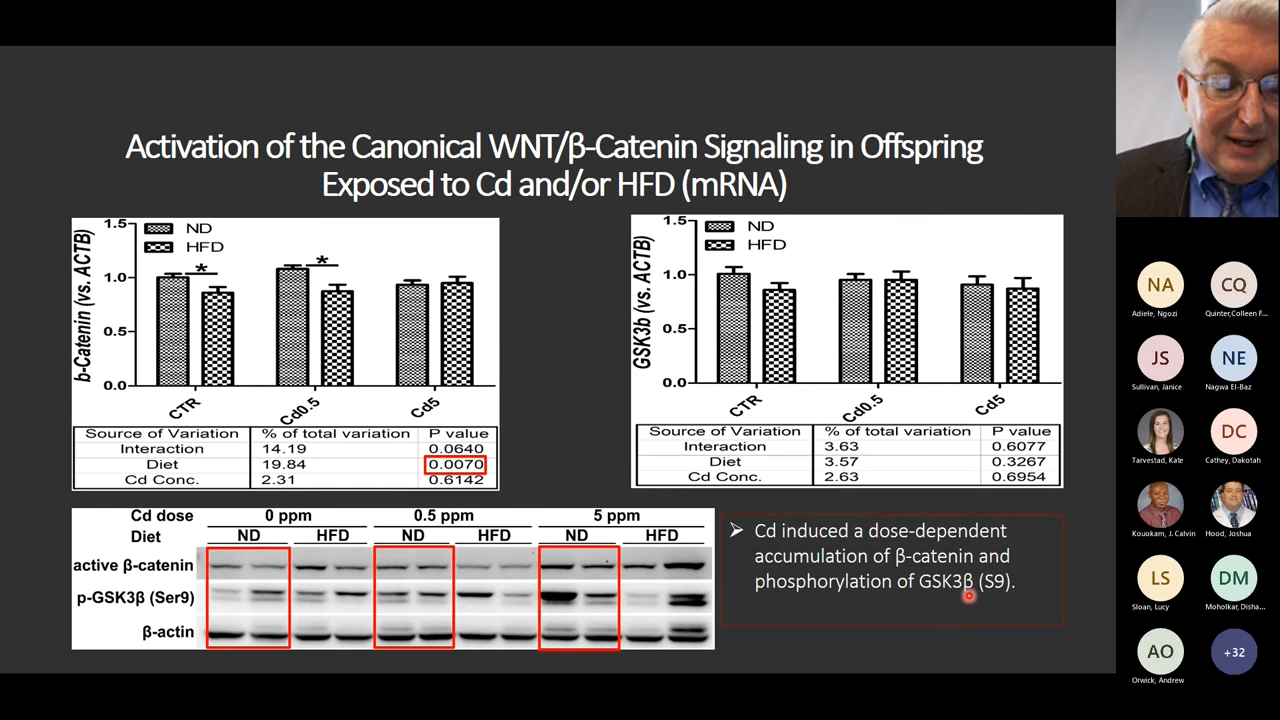 Activation of the Canonical WNT/β-Catenin Signaling in Offspring
Exposed to Cd and/or HFD (mRNA)
b-Catenin (vs. ACTB)
1.5
1.0
0.5
0.0
ND
HFD
*
*
CTR
Cd0.5
Cd5
Source of Variation % of total variation P value
Interaction 14.19 0.0640
Diet 19.84 0.0070
Cd Conc. 2.31 0.6142
GSK3b (vs. ACTB)
1.5
1.0
0.5
0.0
ND
HFD
CTR
Cd0.5
Cd5
Source of Variation % of total variation P value
Interaction 3.63 0.6077
Diet 3.57 0.3267
Cd Conc. 2.63 0.6954
Cd dose 0 ppm 0.5 ppm 5 ppm
Diet ND HFD ND HFD ND HFD
active β-catenin
p-GSK3β (Ser9)
β-actin
Cd induced a dose-dependent
accumulation of β-catenin and
phosphorylation of GSK3β (S9).
NA
Adiele, Ngozi
CQ
Quinter,Colleen F...
JS
Sullivan, Janice
NE
Nagwa El-Baz
Tarvestad, Kate
DC
Cathey, Dakotah
Kouokam, J. Calvin
Hood, Joshua
LS
Sloan, Lucy
DM
Moholkar, Disha...
AO
Orwick, Andrew
+32